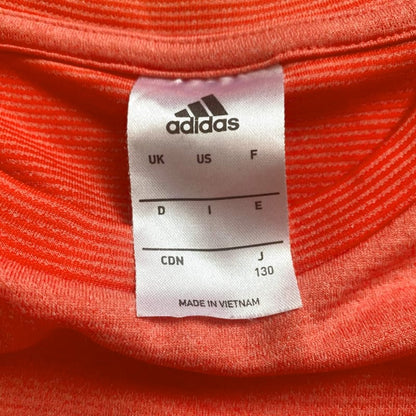 adidas
UK US F
D I E
CDN J
130
MADE IN VIETNAM